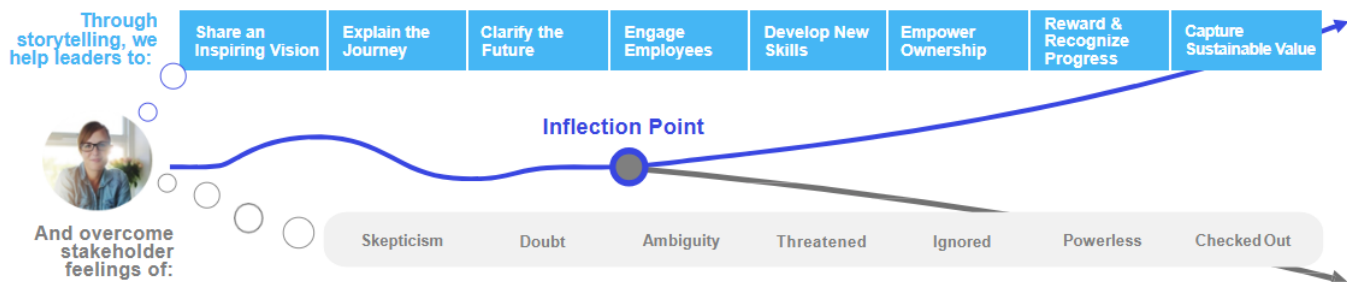 Through
storytelling, we
help leaders to:
Share an
Inspiring Vision
Explain the
Journey
Clarify the
Future
Engage
Employees
Develop New
Skills
Empower
Ownership
Reward &
Recognize
Progress
Capture
Sustainable Value
Inflection Point
And overcome
stakeholder
feelings of:
Skepticism
Doubt
Ambiguity
Threatened
Ignored
Powerless
Checked Out